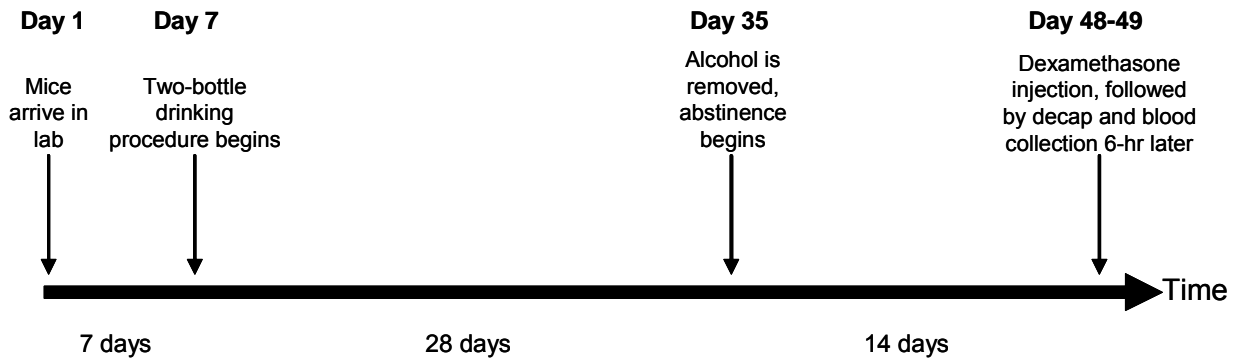 Day 1
Mice
arrive in
lab
Day 7
Two-bottle
drinking
procedure begins
Day 35
Alcohol is
removed,
abstinence
begins
Day 48-49
Dexamethasone
injection, followed
by decap and blood
collection 6-hr later
Time
7 days
28 days
14 days